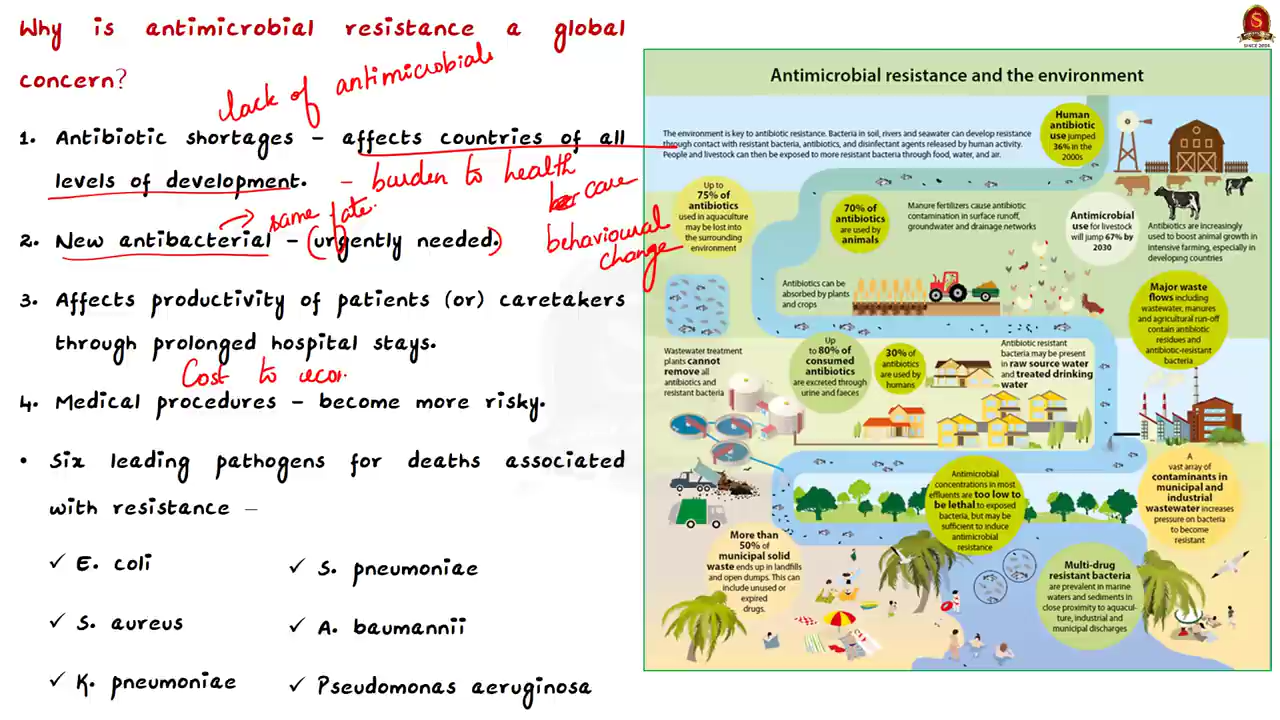 Why is antimicrobial resistance a global
concern?
lack of antimicrobials
1. Antibiotic shortages – affects countries of all
levels of development.
- burden to health
care
same fate.
2. New antibacterial – (urgently needed.)
behavioural
change
3. Affects productivity of patients (or) caretakers
through prolonged hospital stays.
Cost to
4. Medical procedures – become more risky.
• Six leading pathogens for deaths associated
with resistance –
✓ E. coli
✓ S. pneumoniae
✓ S. aureus
✓ A. baumannii
✓ K. pneumoniae
✓ Pseudomonas aeruginosa
S
SINCE 2004
Antimicrobial resistance and the environment
The environment is key to antibiotic resistance. Bacteria in soil, rivers and seawater can develop resistance
through contact with resistant bacteria, antibiotics, and disinfectant agents released by human activity.
People and livestock can then be exposed to more resistant bacteria through food, water, and air.
Human
antibiotic
use jumped
36% in the
2000s
Up to
75% of
antibiotics
used in aquaculture
may be lost into
the surrounding
environment
70% of
antibiotics
are used by
animals
Manure fertilizers cause antibiotic
contamination in surface runoff,
groundwater and drainage networks
Antimicrobial
use for livestock
will jump 67% by
2030
Antibiotics are increasingly
used to boost animal growth in
intensive farming, especially in
developing countries
Antibiotics can be
absorbed by plants
and crops
Major waste
flows including
wastewater, manures
and agricultural run-off
contain antibiotic
residues and
antibiotic-resistant
bacteria
Wastewater treatment
plants cannot
remove all
antibiotics and
resistant bacteria
Up
to 80% of
consumed
antibiotics
are excreted through
urine and faeces
30% of
antibiotics
are used by
humans
Antibiotic resistant
bacteria may be present
in raw source water
and treated drinking
water
Antimicrobial
concentrations in most
effluents are too low to
be lethal to exposed
bacteria, but may be
sufficient to induce
antimicrobial
resistance
A
vast array of
contaminants in
municipal and
industrial
wastewater increases
pressure on bacteria
to become
resistant
More than
50% of
municipal solid
waste ends up in landfills
and open dumps. This can
include unused or
expired
drugs.
Multi-drug
resistant bacteria
are prevalent in marine
waters and sediments in
close proximity to aquacul-
ture, industrial and
municipal discharges